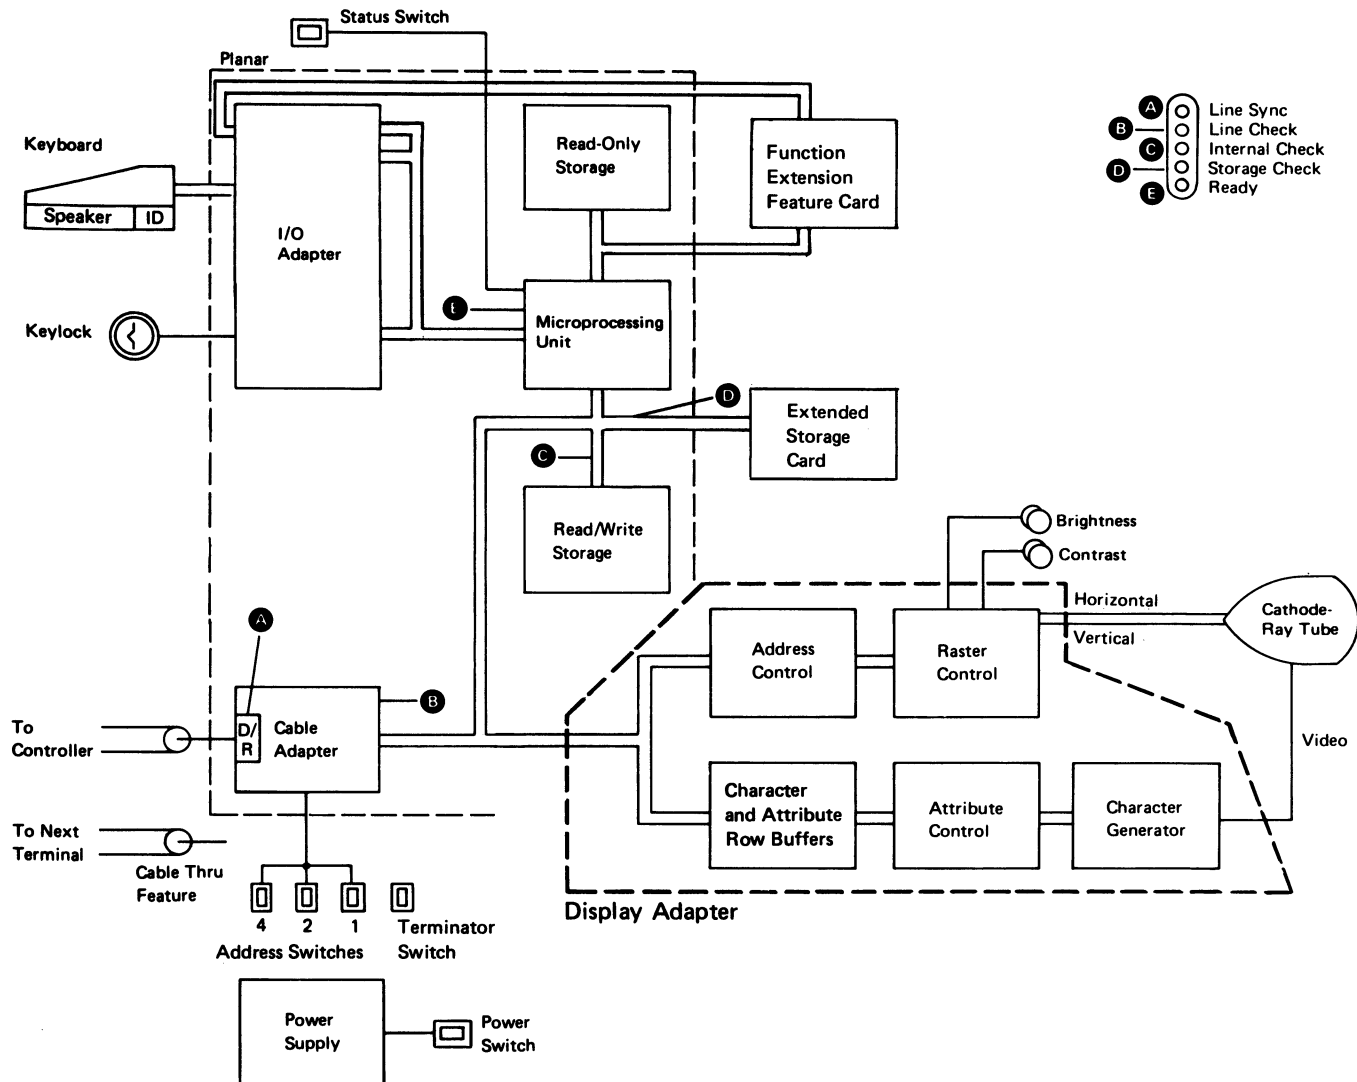 Status Switch
Planar
A
Line Sync
B
Line Check
C
Internal Check
D
Storage Check
E
Ready
Keyboard
Speaker
ID
I/O
Adapter
Read-Only
Storage
Function
Extension
Feature Card
Keylock
E
Microprocessing
Unit
D
Extended
Storage
Card
C
Read/Write
Storage
Brightness
Contrast
Horizontal
Vertical
Cathode-
Ray Tube
Address
Control
Raster
Control
A
B
To
Controller
D/
R
Cable
Adapter
Video
Character
and Attribute
Row Buffers
Attribute
Control
Character
Generator
To Next
Terminal
Cable Thru
Feature
4
2
1
Address Switches
Terminator
Switch
Display Adapter
Power
Supply
Power
Switch